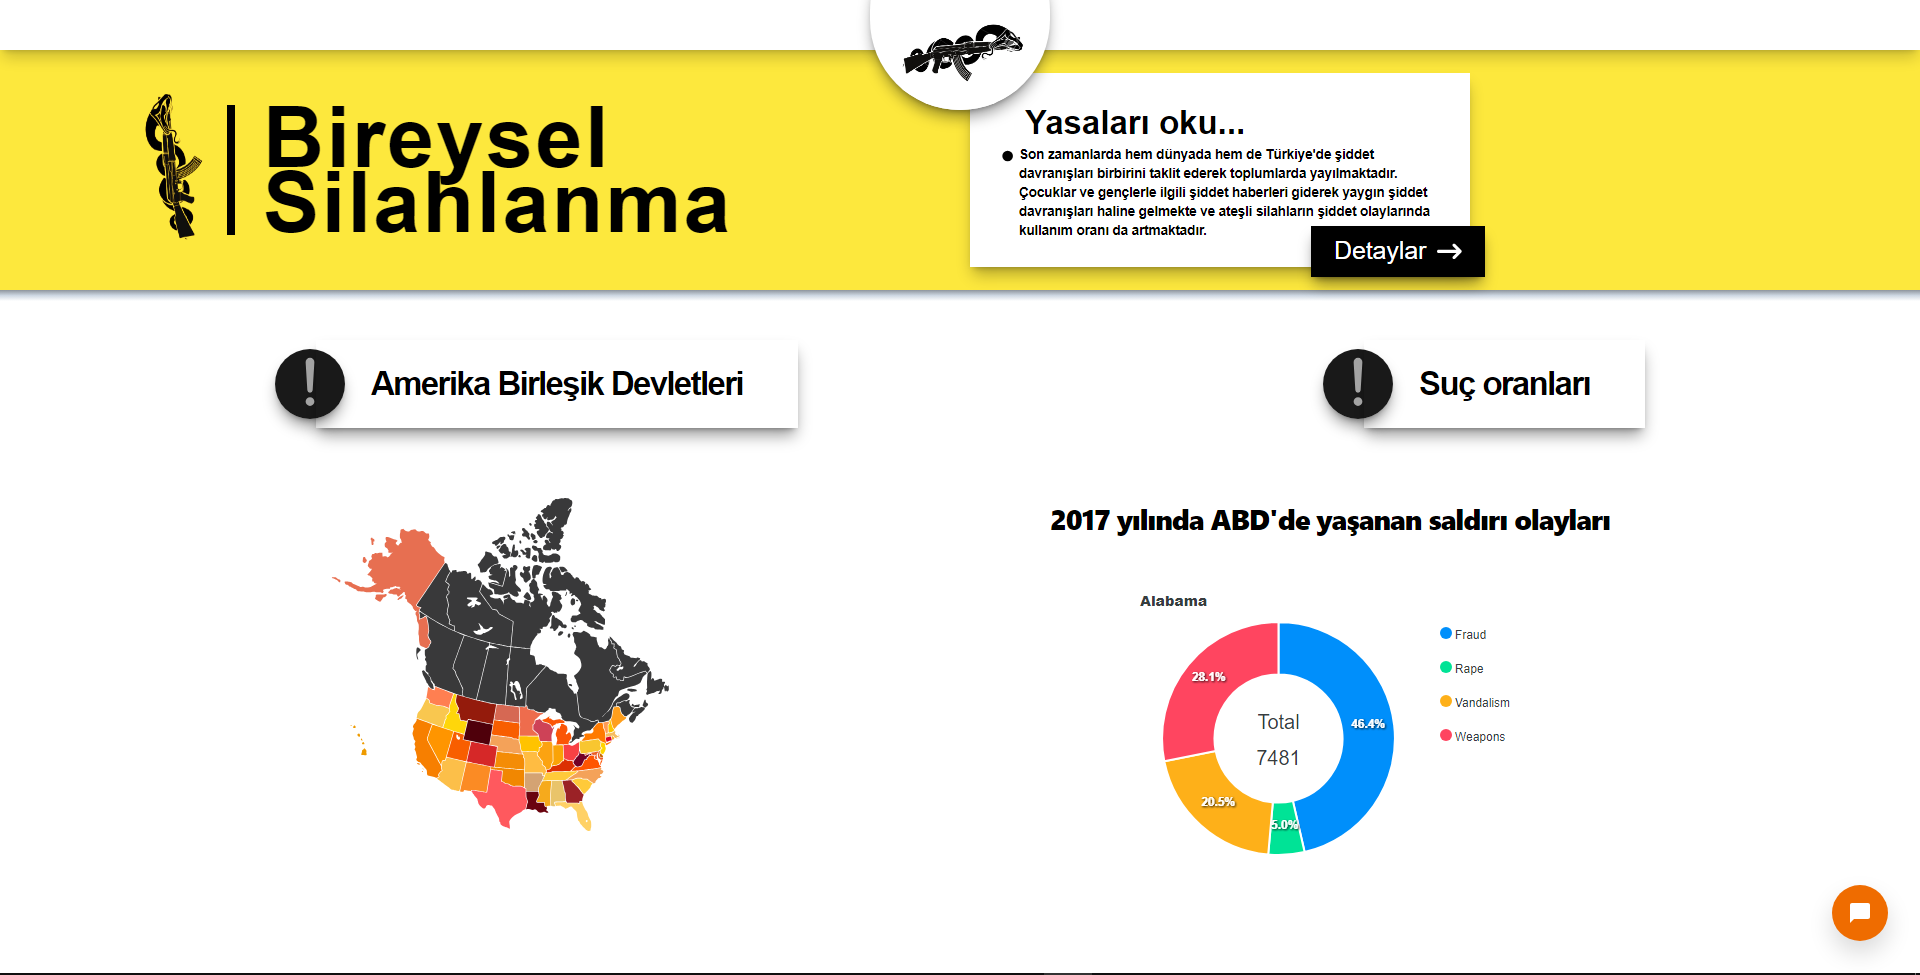 Bireysel
Silahlanma
Yasaları oku...
Son zamanlarda hem dünyada hem de Türkiye'de şiddet
davranışları birbirini taklit ederek toplumlarda yayılmaktadır.
Çocuklar ve gençlerle ilgili şiddet haberleri giderek yaygın şiddet
davranışları haline gelmekte ve ateşli silahların şiddet olaylarında
kullanım oranı da artmaktadır.
Detaylar
Amerika Birleşik Devletleri
Suç oranları
2017 yılında ABD'de yaşanan saldırı olayları
Alabama
Fraud
Rape
Vandalism
Weapons
28.1%
46.4%
20.5%
5.0%
Total
7481